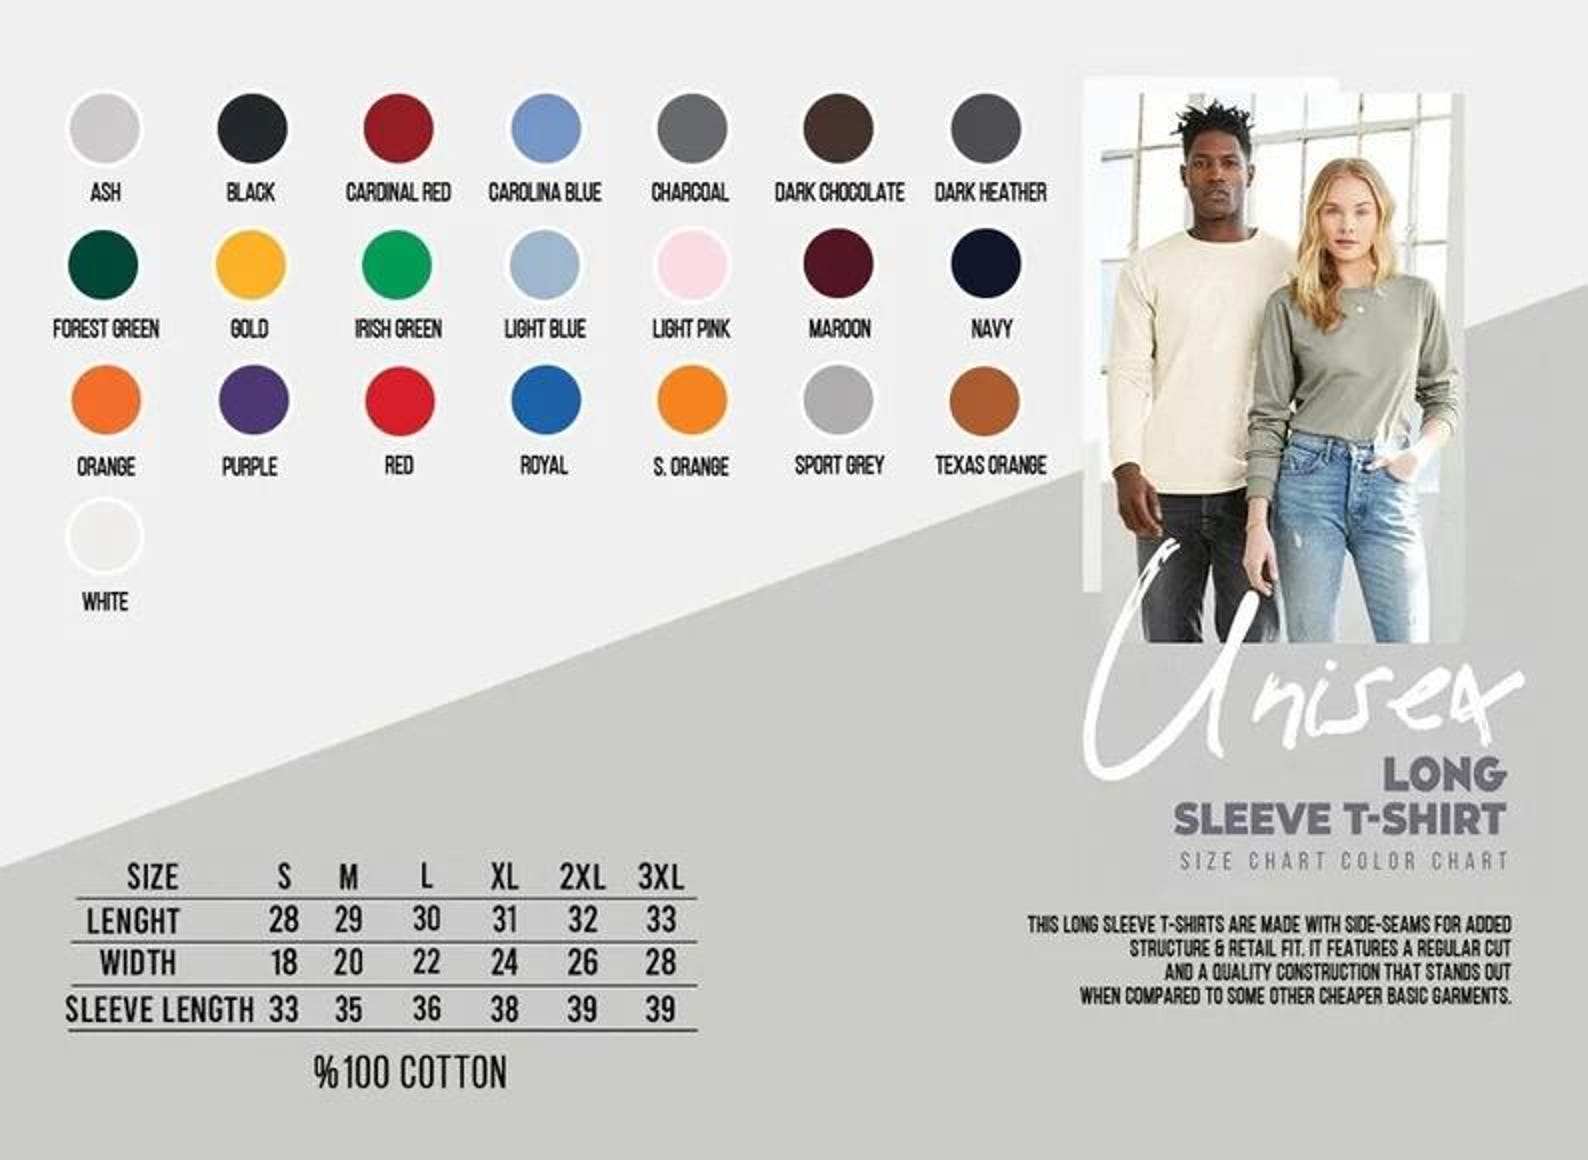 ASH BLACK CARDINAL RED CAROLINA BLUE CHARCOAL DARK CHOCOLATE DARK HEATHER
FOREST GREEN GOLD IRISH GREEN LIGHT BLUE LIGHT PINK MAROON NAVY
ORANGE PURPLE RED ROYAL S. ORANGE SPORT GREY TEXAS ORANGE
WHITE
Unisex
LONG
SLEEVE T-SHIRT
SIZE CHART COLOR CHART
THIS LONG SLEEVE T-SHIRTS ARE MADE WITH SIDE-SEAMS FOR ADDED
STRUCTURE & RETAIL FIT. IT FEATURES A REGULAR CUT
AND A QUALITY CONSTRUCTION THAT STANDS OUT
WHEN COMPARED TO SOME OTHER CHEAPER BASIC GARMENTS.
SIZE S M L XL 2XL 3XL
LENGHT 28 29 30 31 32 33
WIDTH 18 20 22 24 26 28
SLEEVE LENGTH 33 35 36 38 39 39
%100 COTTON